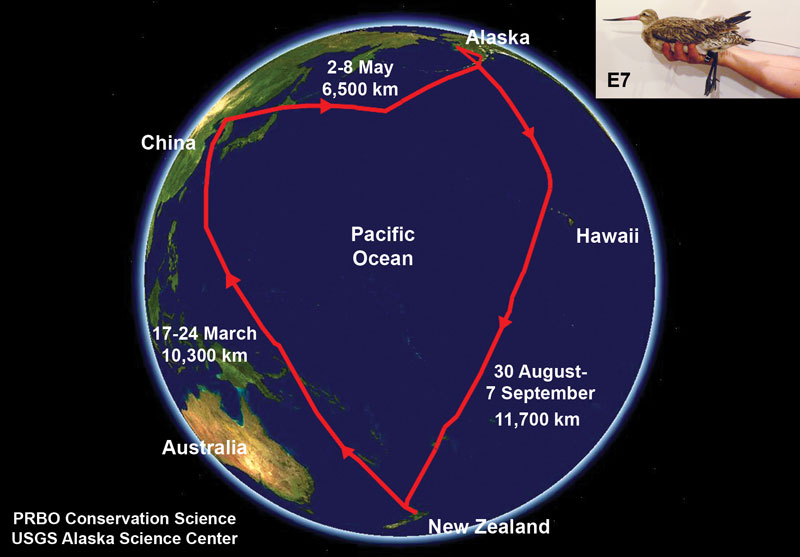 Alaska
E7
2-8 May
6,500 km
China
Pacific
Ocean
Hawaii
17-24 March
10,300 km
30 August-
7 September
11,700 km
Australia
PRBO Conservation Science
USGS Alaska Science Center
New Zealand